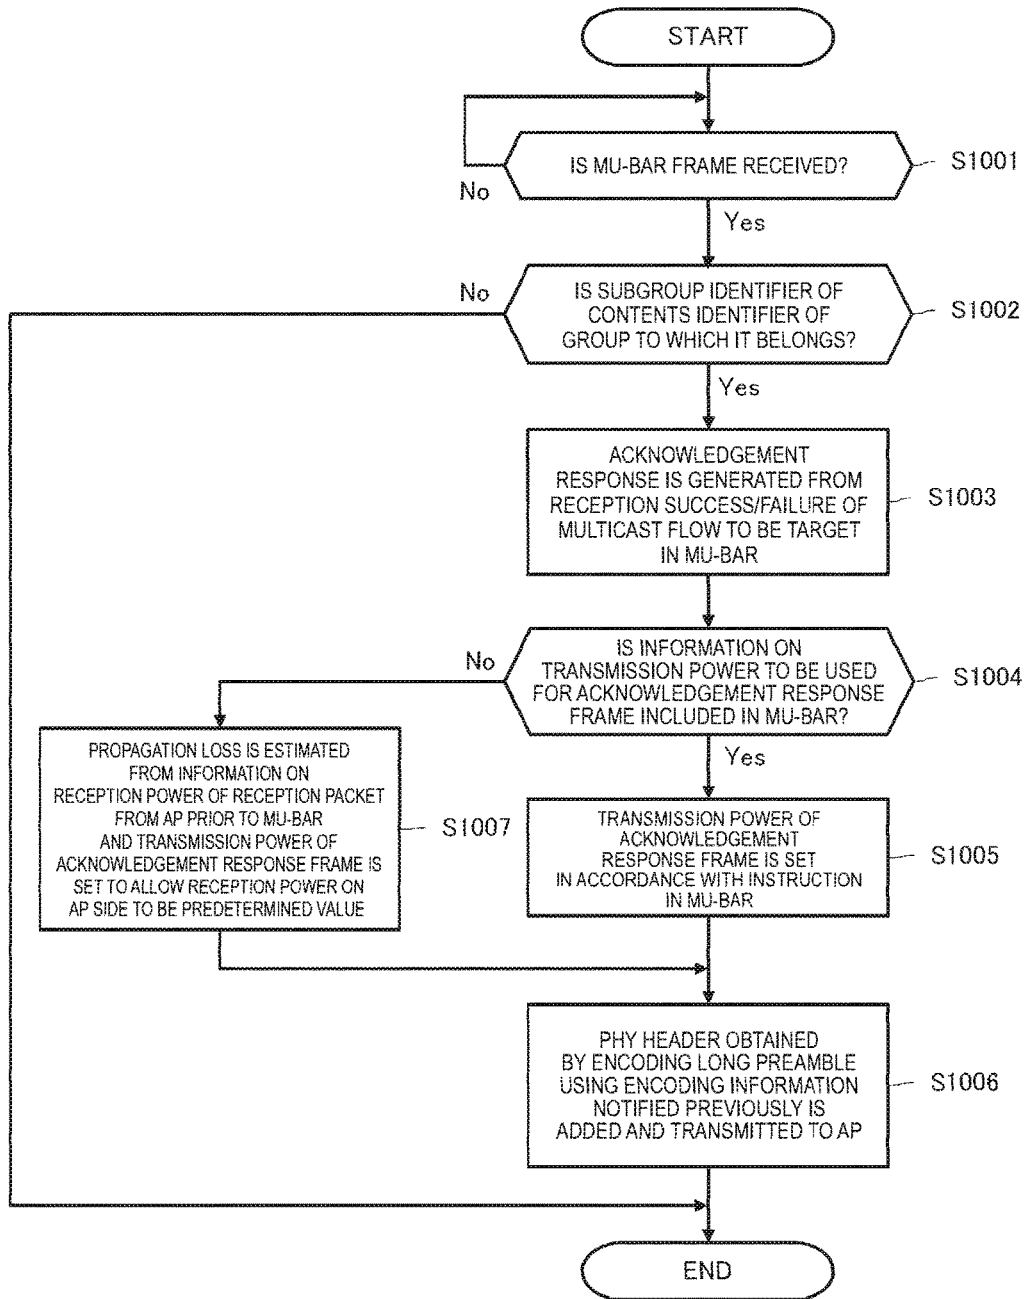 START
IS MU-BAR FRAME RECEIVED?
S1001
No
Yes
No
IS SUBGROUP IDENTIFIER OF
CONTENTS IDENTIFIER OF
GROUP TO WHICH IT BELONGS?
S1002
Yes
ACKNOWLEDGEMENT
RESPONSE IS GENERATED FROM
RECEPTION SUCCESS/FAILURE OF
MULTICAST FLOW TO BE TARGET
IN MU-BAR
S1003
No
IS INFORMATION ON
TRANSMISSION POWER TO BE USED
FOR ACKNOWLEDGEMENT RESPONSE
FRAME INCLUDED IN MU-BAR?
S1004
Yes
PROPAGATION LOSS IS ESTIMATED
FROM INFORMATION ON
RECEPTION POWER OF RECEPTION PACKET
FROM AP PRIOR TO MU-BAR
AND TRANSMISSION POWER OF
ACKNOWLEDGEMENT RESPONSE FRAME IS
SET TO ALLOW RECEPTION POWER ON
AP SIDE TO BE PREDETERMINED VALUE
S1007
TRANSMISSION POWER OF
ACKNOWLEDGEMENT
RESPONSE FRAME IS SET
IN ACCORDANCE WITH INSTRUCTION
IN MU-BAR
S1005
PHY HEADER OBTAINED
BY ENCODING LONG PREAMBLE
USING ENCODING INFORMATION
NOTIFIED PREVIOUSLY IS
ADDED AND TRANSMITTED TO AP
S1006
END